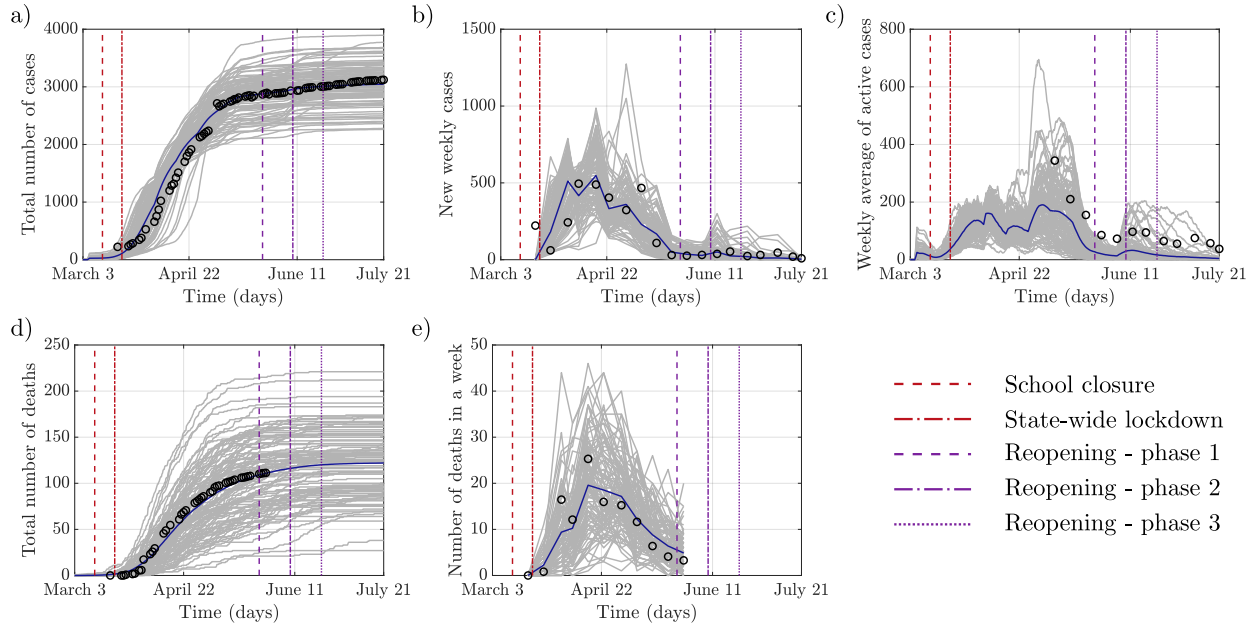 a)
Total number of cases
4000
3000
2000
1000
0
March 3
April 22
June 11
July 21
Time (days)
b)
New weekly cases
1500
1000
500
0
March 3
April 22
June 11
July 21
Time (days)
c)
Weekly average of active cases
800
600
400
200
0
March 3
April 22
June 11
July 21
Time (days)
d)
Total number of deaths
250
200
150
100
50
0
March 3
April 22
June 11
July 21
Time (days)
e)
Number of deaths in a week
50
40
30
20
10
0
March 3
April 22
June 11
July 21
Time (days)
School closure
State-wide lockdown
Reopening - phase 1
Reopening - phase 2
Reopening - phase 3